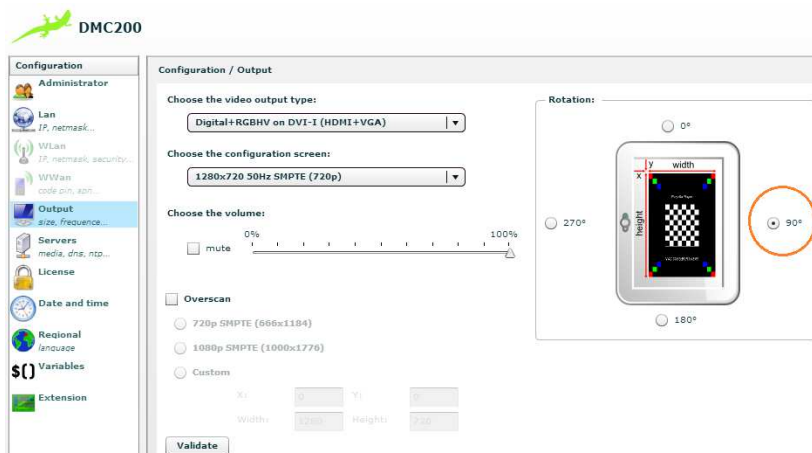 DMC200
Configuration
Administrator
Lan
IP, netmask...
WLan
IP, netmask, security...
WWan
code pin, apn...
Output
size, frequence...
Servers
media, dns, ntp...
License
Date and time
Regional
language
$() Variables
Extension
Configuration / Output
Choose the video output type:
Digital+RGBHV on DVI-I (HDMI+VGA)
Choose the configuration screen:
1280x720 50Hz SMPTE (720p)
Choose the volume:
0% 100%
mute
Overscan
720p SMPTE (666x1184)
1080p SMPTE (1000x1776)
Custom
X: 0 Y: 0
Width: 1280 Height: 720
Validate
Rotation:
0°
y width
x
height
270° 90°
180°